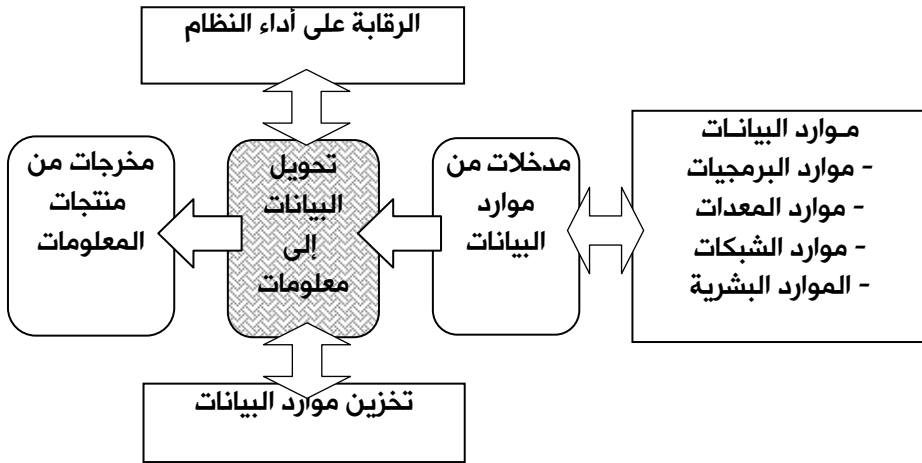 الرقابة على أداء النظام
مـوارد البيانـات
- موارد البرمجيات
- موارد المعدات
- موارد الشبكات
- الموارد البشرية
مدخلات من
موارد
البيانات
تحويل
البيانات
إلى
معلومات
مخرجات من
منتجات
المعلومات
تخزين موارد البيانات